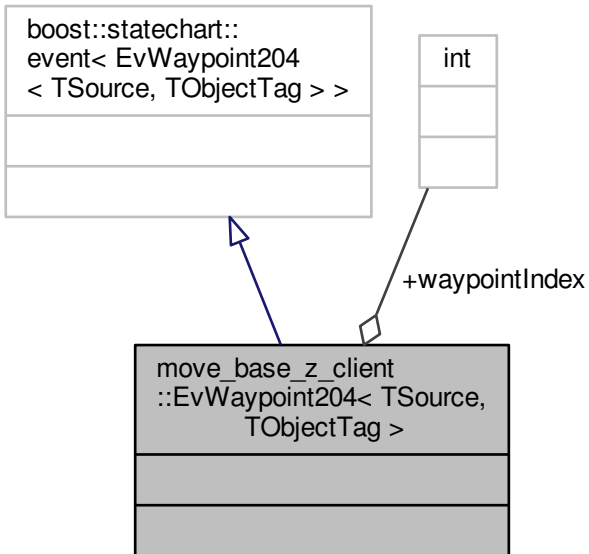 boost::statechart::
event< EvWaypoint204
< TSource, TObjectTag > >
int
+waypointIndex
move_base_z_client
::EvWaypoint204< TSource,
TObjectTag >